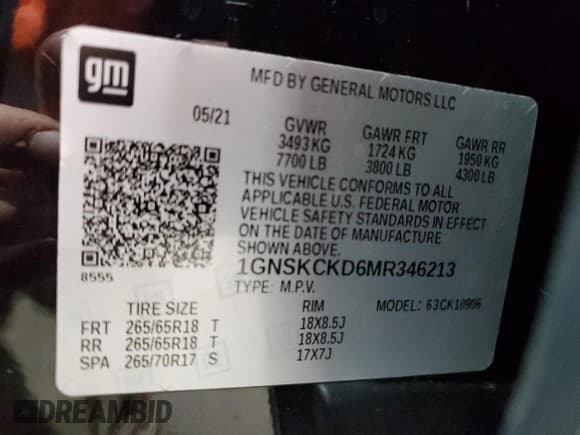 gm
MFD BY GENERAL MOTORS LLC
05/21
GVWR GAWR FRT GAWR RR
3493 KG 1724 KG 1950 KG
7700 LB 3800 LB 4300 LB
THIS VEHICLE CONFORMS TO ALL
APPLICABLE U.S. FEDERAL MOTOR
VEHICLE SAFETY STANDARDS IN EFFECT
ON THE DATE OF MANUFACTURE
SHOWN ABOVE.
8555
1GNSKCKD6MR346213
TYPE: M.P.V.
TIRE SIZE RIM MODEL: 63CK10906
FRT 265/65R18 T 18X8.5J
RR 265/65R18 T 18X8.5J
SPA 265/70R17 S 17X7J
DREAMBID